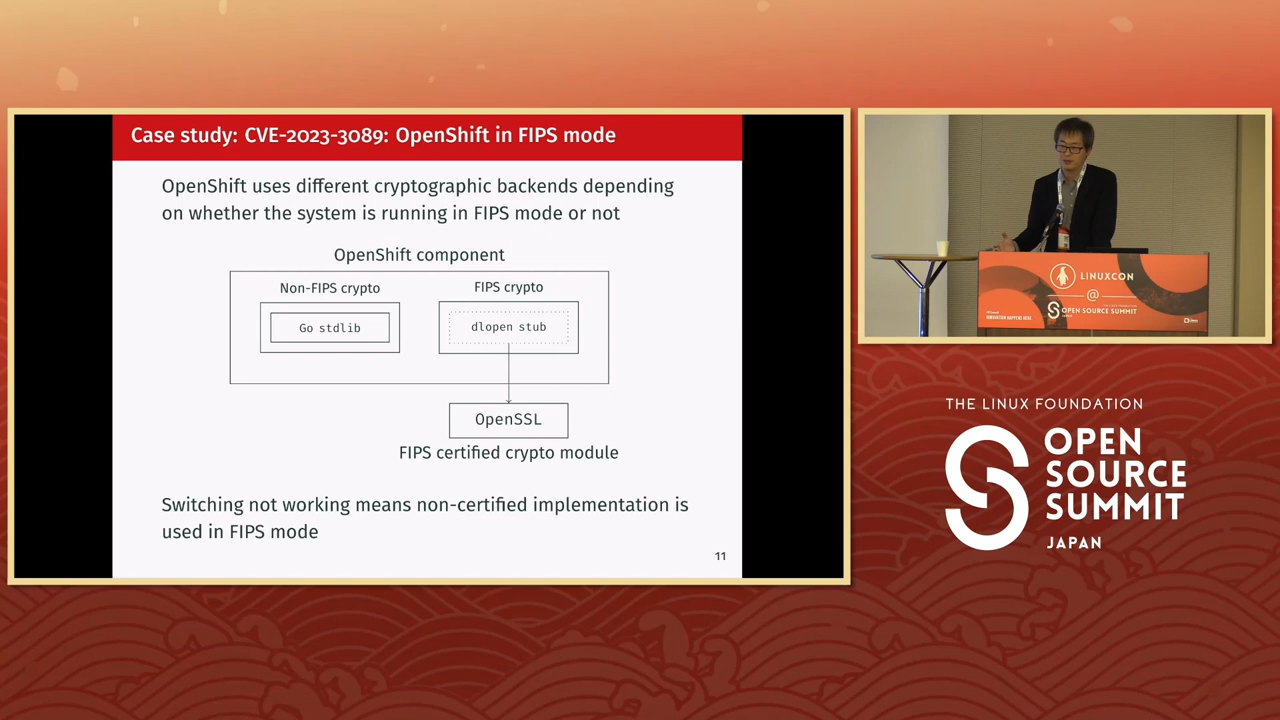 Case study: CVE-2023-3089: OpenShift in FIPS mode
OpenShift uses different cryptographic backends depending
on whether the system is running in FIPS mode or not
OpenShift component
Non-FIPS crypto
FIPS crypto
Go stdlib
dlopen stub
OpenSSL
FIPS certified crypto module
Switching not working means non-certified implementation is
used in FIPS mode
11
LINUXCON
@
OPEN SOURCE SUMMIT
THE LINUX FOUNDATION
OPEN
SOURCE
SUMMIT
JAPAN